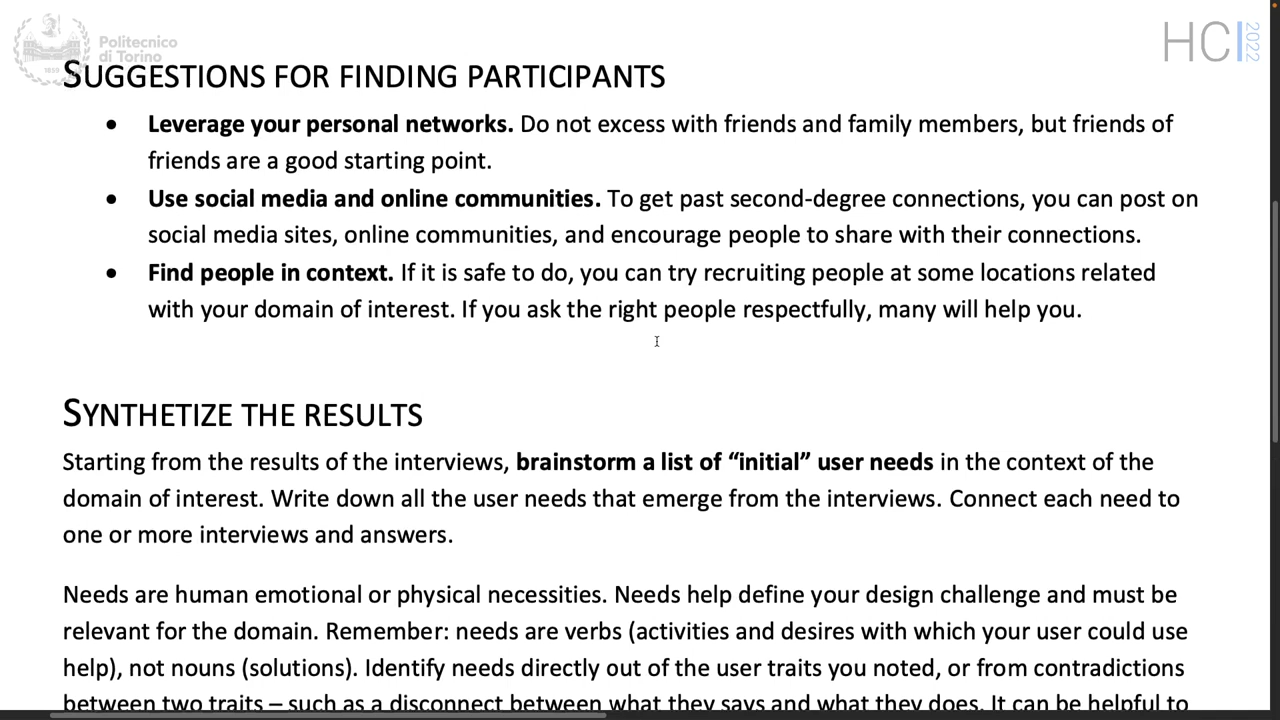 Politecnico
di Torino
1859
HCI 2022
SUGGESTIONS FOR FINDING PARTICIPANTS
• Leverage your personal networks. Do not excess with friends and family members, but friends of
friends are a good starting point.
• Use social media and online communities. To get past second-degree connections, you can post on
social media sites, online communities, and encourage people to share with their connections.
• Find people in context. If it is safe to do, you can try recruiting people at some locations related
with your domain of interest. If you ask the right people respectfully, many will help you.
SYNTHETIZE THE RESULTS
Starting from the results of the interviews, brainstorm a list of “initial” user needs in the context of the
domain of interest. Write down all the user needs that emerge from the interviews. Connect each need to
one or more interviews and answers.
Needs are human emotional or physical necessities. Needs help define your design challenge and must be
relevant for the domain. Remember: needs are verbs (activities and desires with which your user could use
help), not nouns (solutions). Identify needs directly out of the user traits you noted, or from contradictions
between two traits – such as a disconnect between what they says and what they does. It can be helpful to